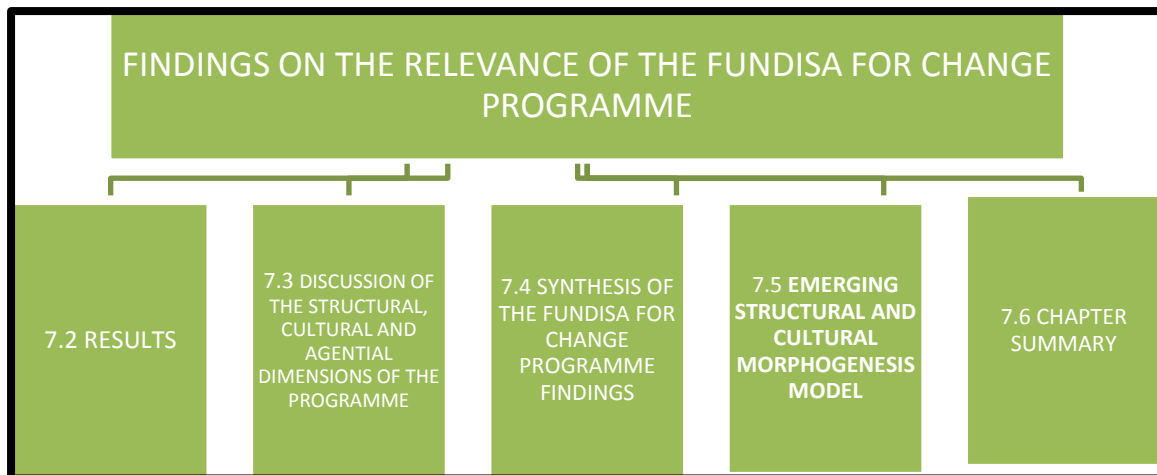 FINDINGS ON THE RELEVANCE OF THE FUNDISA FOR CHANGE
PROGRAMME
7.2 RESULTS
7.3 DISCUSSION OF
THE STRUCTURAL,
CULTURAL AND
AGENTIAL
DIMENSIONS OF THE
PROGRAMME
7.4 SYNTHESIS OF
THE FUNDISA FOR
CHANGE
PROGRAMME
FINDINGS
7.5 EMERGING
STRUCTURAL AND
CULTURAL
MORPHOGENESIS
MODEL
7.6 CHAPTER
SUMMARY